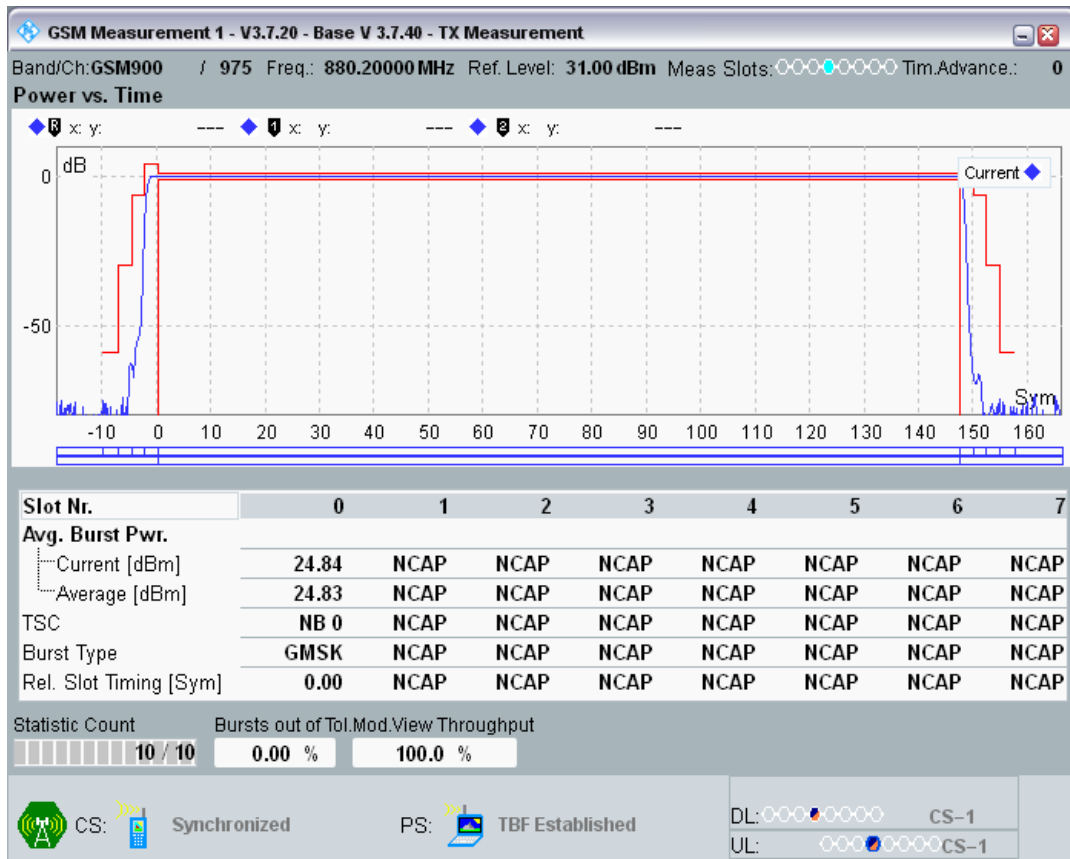 GSM Measurement 1 - V3.7.20 - Base V 3.7.40 - TX Measurement
Band/Ch:GSM900 / 975 Freq.: 880.20000 MHz Ref. Level: 31.00 dBm Meas Slots: Tim.Advance.: 0
Power vs. Time
R x: y: --- 1 x: y: --- 2 x: y: ---
dB
0
Current
-50
Sym
-10 0 10 20 30 40 50 60 70 80 90 100 110 120 130 140 150 160
Slot Nr. 0 1 2 3 4 5 6 7
Avg. Burst Pwr.
Current [dBm] 24.84 NCAP NCAP NCAP NCAP NCAP NCAP NCAP
Average [dBm] 24.83 NCAP NCAP NCAP NCAP NCAP NCAP NCAP
TSC NB 0 NCAP NCAP NCAP NCAP NCAP NCAP NCAP
Burst Type GMSK NCAP NCAP NCAP NCAP NCAP NCAP NCAP
Rel. Slot Timing [Sym] 0.00 NCAP NCAP NCAP NCAP NCAP NCAP NCAP
Statistic Count Bursts out of Tol.Mod.View Throughput
10 / 10 0.00 % 100.0 %
CS: Synchronized PS: TBF Established
DL: CS-1
UL: CS-1